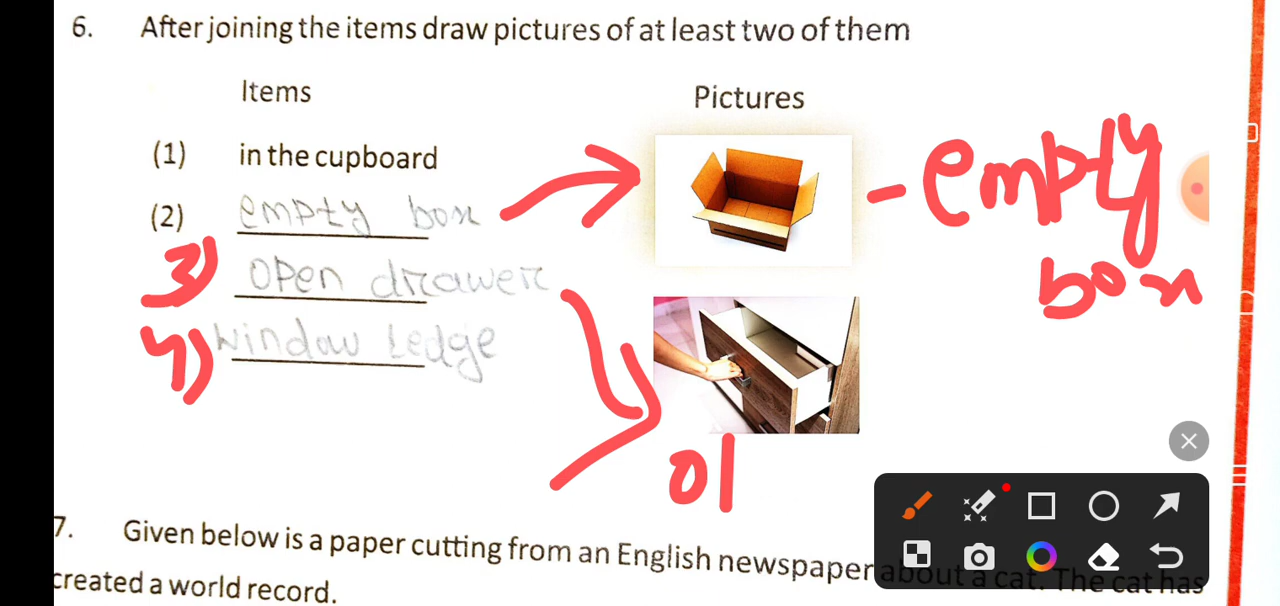 6. After joining the items draw pictures of at least two of them
Items
Pictures
(1) in the cupboard
(2) empty box
- empty
box
3) open drawer
4) window Ledge
01
7. Given below is a paper cutting from an English newspaper about a cat. The cat has
created a world record.